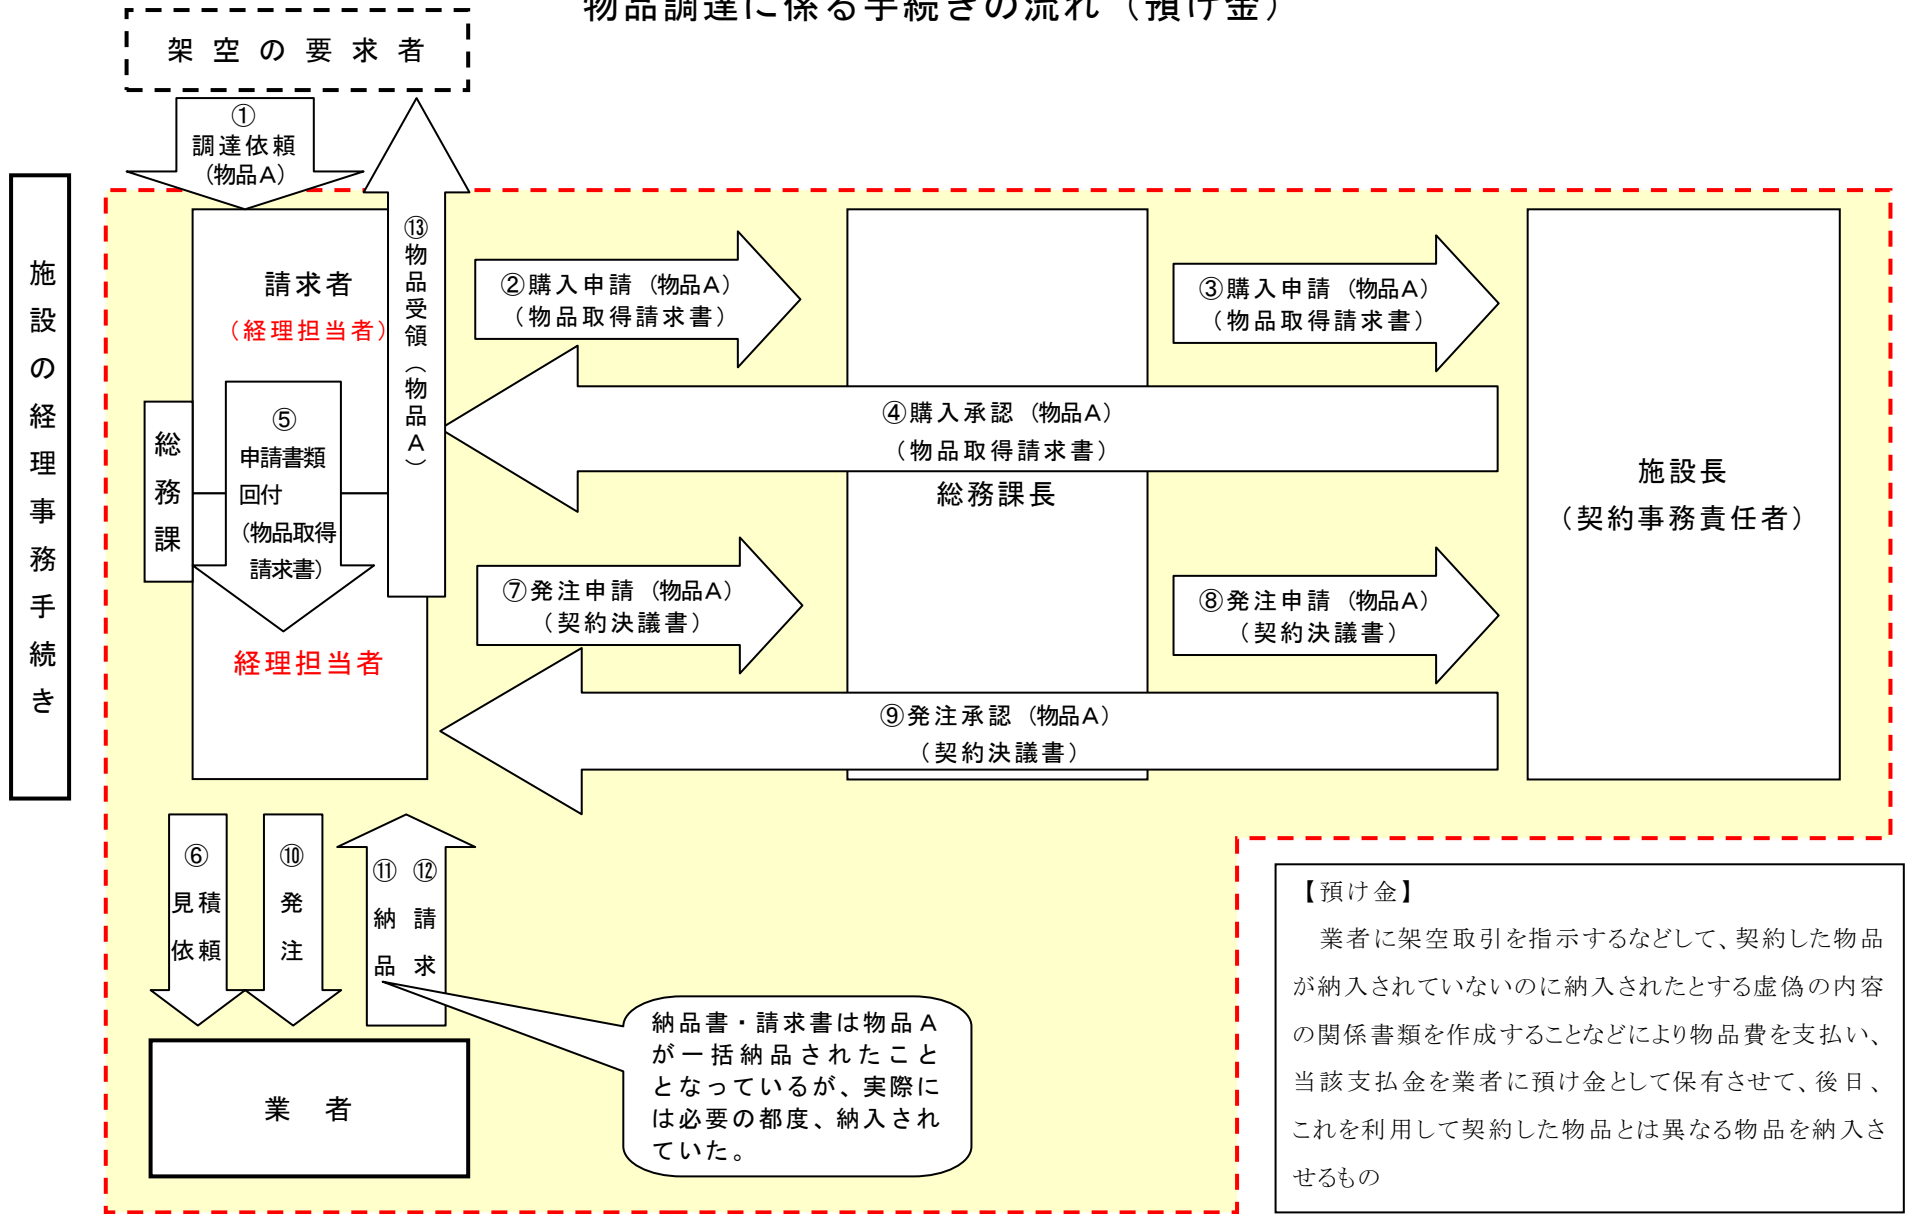 物品調達に係る手続きの流れ（預け金）
架空の要求者
①
調達依頼
（物品A）
施設の経理事務手続き
請求者
（経理担当者）
⑬物品受領（物品A）
②購入申請（物品A）
（物品取得請求書）
③購入申請（物品A）
（物品取得請求書）
④購入承認（物品A）
（物品取得請求書）
総務課
⑤
申請書類
回付
（物品取得
請求書）
総務課長
施設長
（契約事務責任者）
⑦発注申請（物品A）
（契約決議書）
⑧発注申請（物品A）
（契約決議書）
経理担当者
⑨発注承認（物品A）
（契約決議書）
⑥
見積
依頼
⑩
発
注
⑪納品
⑫請求
業者
納品書・請求書は物品A
が一括納品されたこと
となっているが、実際に
は必要の都度、納入され
ていた。
【預け金】
業者に架空取引を指示するなどして、契約した物品
が納入されていないのに納入されたとする虚偽の内容
の関係書類を作成することなどにより物品費を支払い、
当該支払金を業者に預け金として保有させて、後日、
これを利用して契約した物品とは異なる物品を納入さ
せるもの